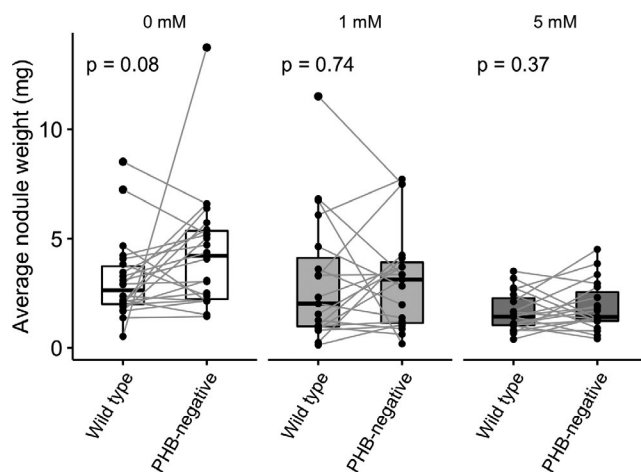 0 mM 1 mM 5 mM
p = 0.08 p = 0.74 p = 0.37
Average nodule weight (mg)
10
5
0
Wild type PHB-negative Wild type PHB-negative Wild type PHB-negative